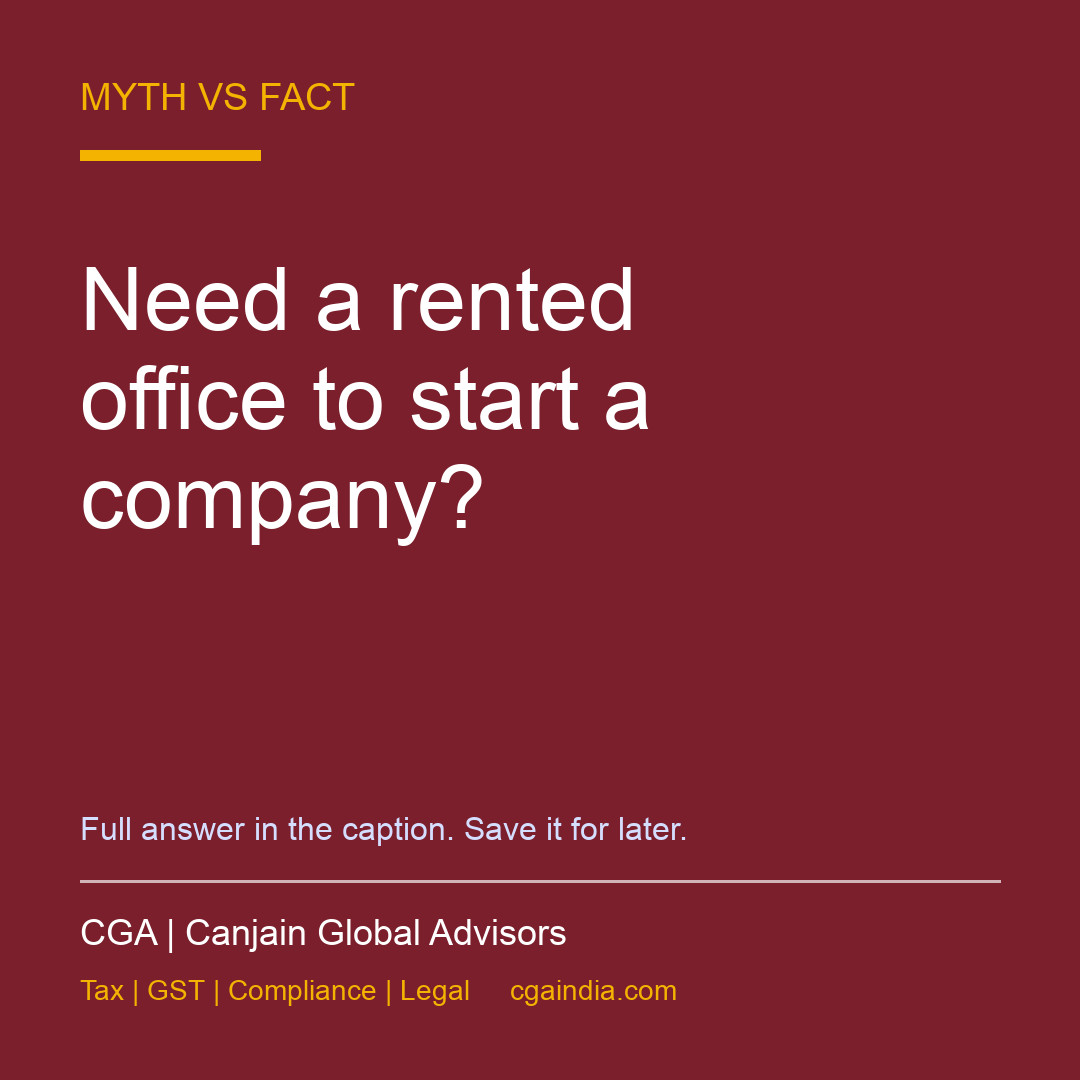 MYTH VS FACT
Need a rented
office to start a
company?
Full answer in the caption. Save it for later.
CGA | Canjain Global Advisors
Tax | GST | Compliance | Legal cgaindia.com